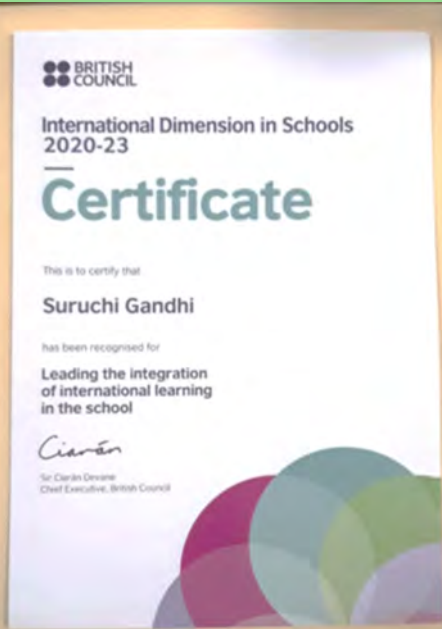 BRITISH
COUNCIL
International Dimension in Schools
2020-23
Certificate
This is to certify that
Suruchi Gandhi
has been recognised for
Leading the integration
of international learning
in the school
Ciarán
Sir Ciarán Devane
Chief Executive, British Council